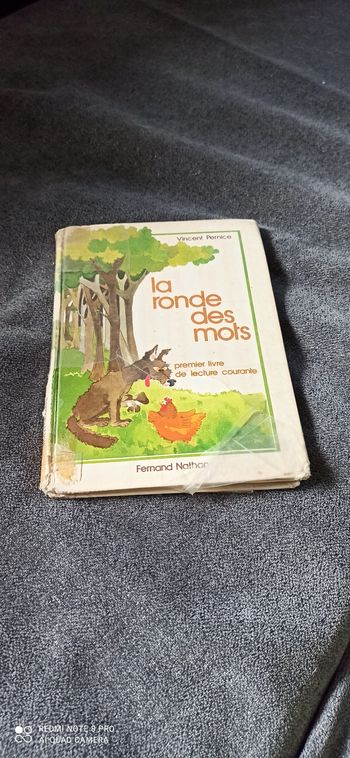 Vincent Pernice
la
ronde
des
mots
premier livre
de lecture courante
Fernand Nathan
REDMI NOTE 9 PRO
AI QUAD CAMERA